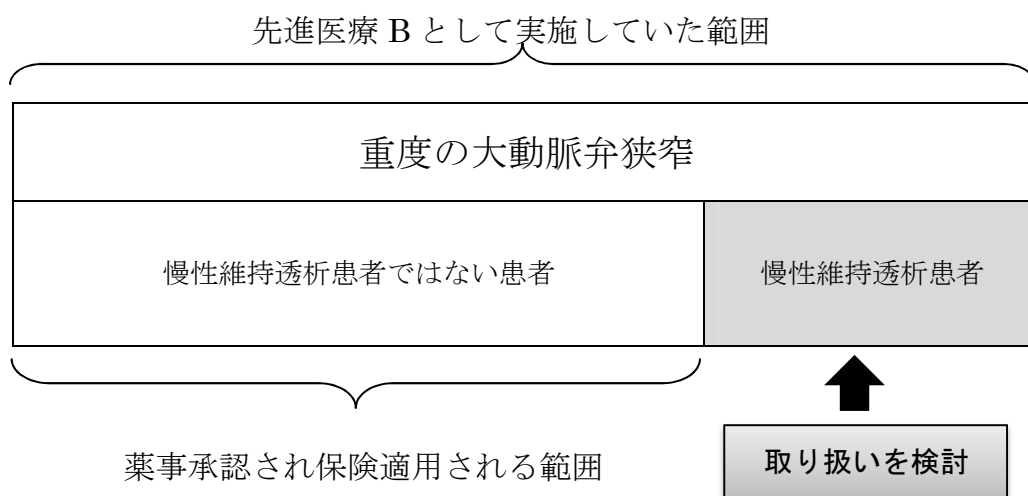 先進医療 B として実施していた範囲
重度の大動脈弁狭窄
慢性維持透析患者ではない患者
慢性維持透析患者
薬事承認され保険適用される範囲
取り扱いを検討